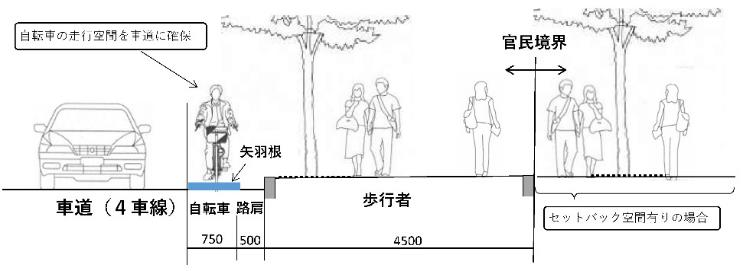 自転車の走行空間を車道に確保
官民境界
矢羽根
車道（４車線）
自転車
路肩
歩行者
セットバック空間有りの場合
750
500
4500